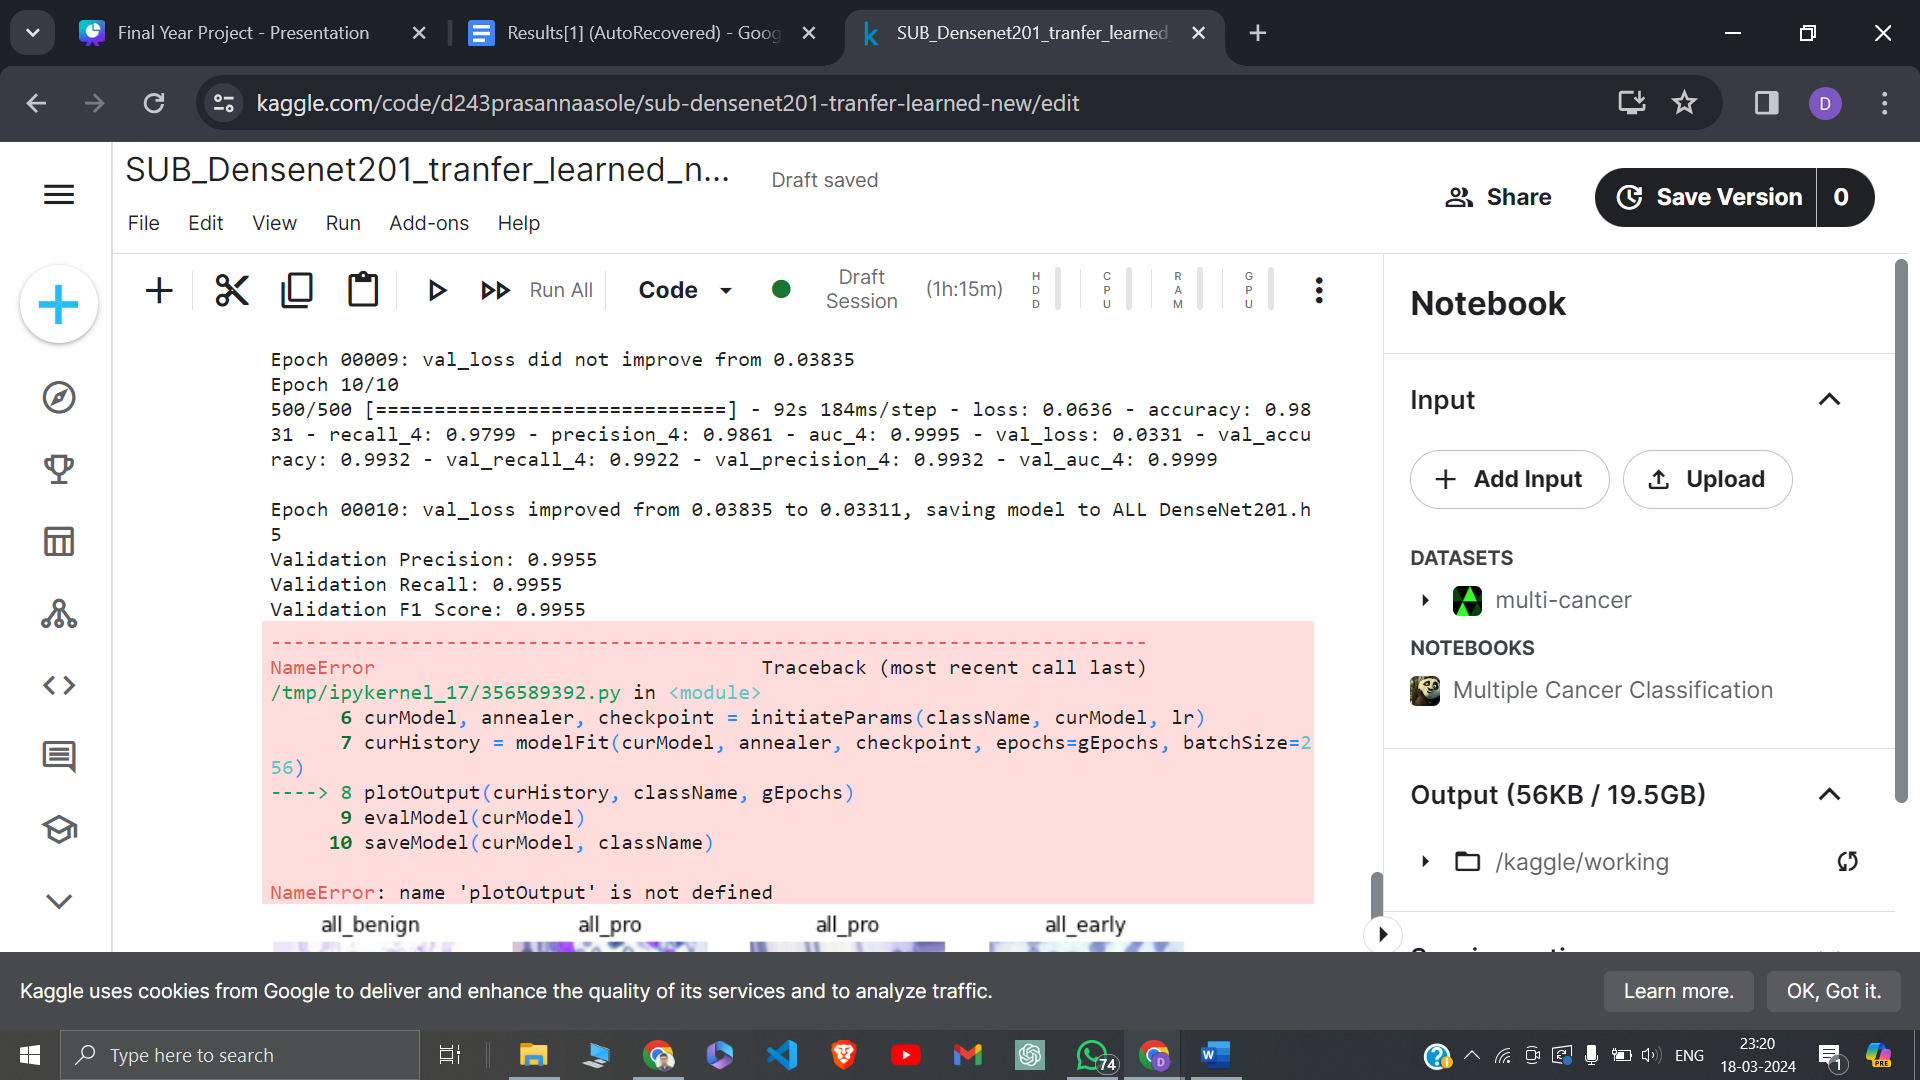 Final Year Project - Presentation
Results[1] (AutoRecovered) - Goog
SUB_Densenet201_tranfer_learned_
kaggle.com/code/d243prasannaasole/sub-densenet201-tranfer-learned-new/edit
D
SUB_Densenet201_tranfer_learned_n...
Draft saved
Share
Save Version
0
File Edit View Run Add-ons Help
Run All
Code
Draft Session
(1h:15m)
HDD
CPU
RAM
GPU
Epoch 00009: val_loss did not improve from 0.03835
Epoch 10/10
500/500 [==============================] - 92s 184ms/step - loss: 0.0636 - accuracy: 0.98
31 - recall_4: 0.9799 - precision_4: 0.9861 - auc_4: 0.9995 - val_loss: 0.0331 - val_accu
racy: 0.9932 - val_recall_4: 0.9922 - val_precision_4: 0.9932 - val_auc_4: 0.9999
Epoch 00010: val_loss improved from 0.03835 to 0.03311, saving model to ALL DenseNet201.h
5
Validation Precision: 0.9955
Validation Recall: 0.9955
Validation F1 Score: 0.9955
---------------------------------------------------------------------------
NameError                                 Traceback (most recent call last)
/tmp/ipykernel_17/356589392.py in <module>
      6 curModel, annealer, checkpoint = initiateParams(className, curModel, lr)
      7 curHistory = modelFit(curModel, annealer, checkpoint, epochs=gEpochs, batchSize=2
56)
----> 8 plotOutput(curHistory, className, gEpochs)
      9 evalModel(curModel)
     10 saveModel(curModel, className)
NameError: name 'plotOutput' is not defined
all_benign all_pro all_pro all_early
Notebook
Input
Add Input
Upload
DATASETS
multi-cancer
NOTEBOOKS
Multiple Cancer Classification
Output (56KB / 19.5GB)
/kaggle/working
Kaggle uses cookies from Google to deliver and enhance the quality of its services and to analyze traffic.
Learn more.
OK, Got it.
Type here to search
74
D
ENG
23:20
18-03-2024
1
PRE